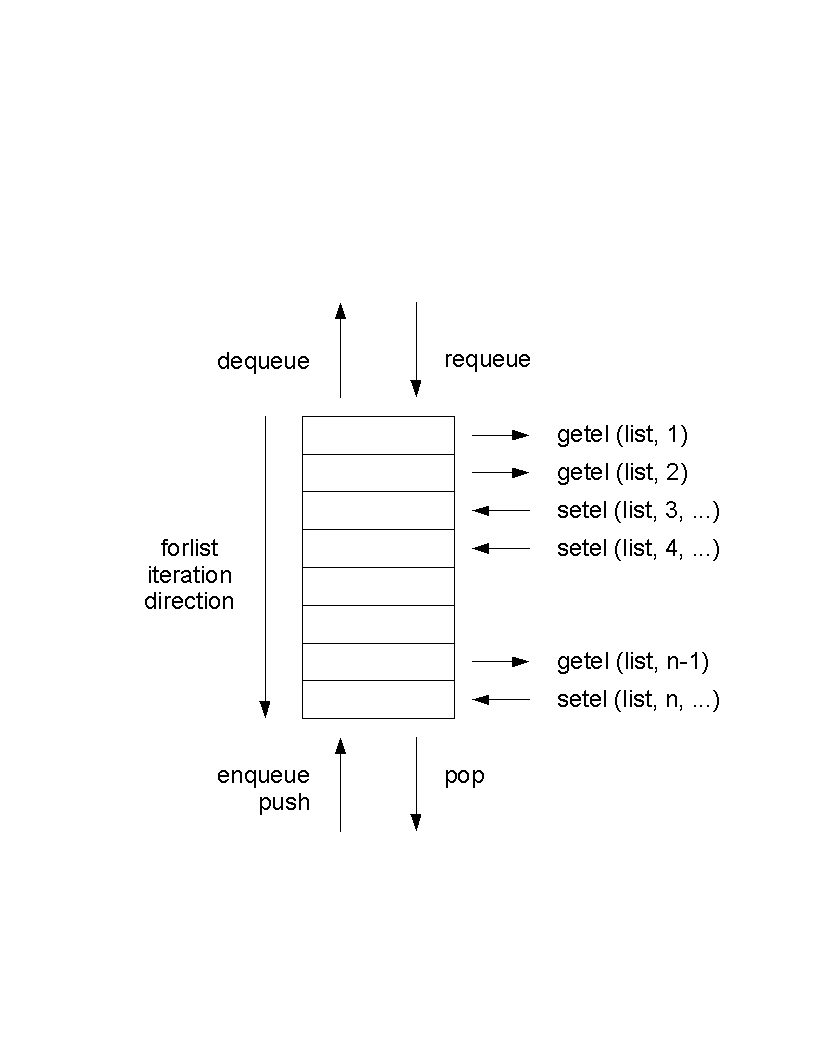 dequeue
requeue
getel (list, 1)
getel (list, 2)
setel (list, 3, ...)
setel (list, 4, ...)
forlist
iteration
direction
getel (list, n-1)
setel (list, n, ...)
enqueue
push
pop